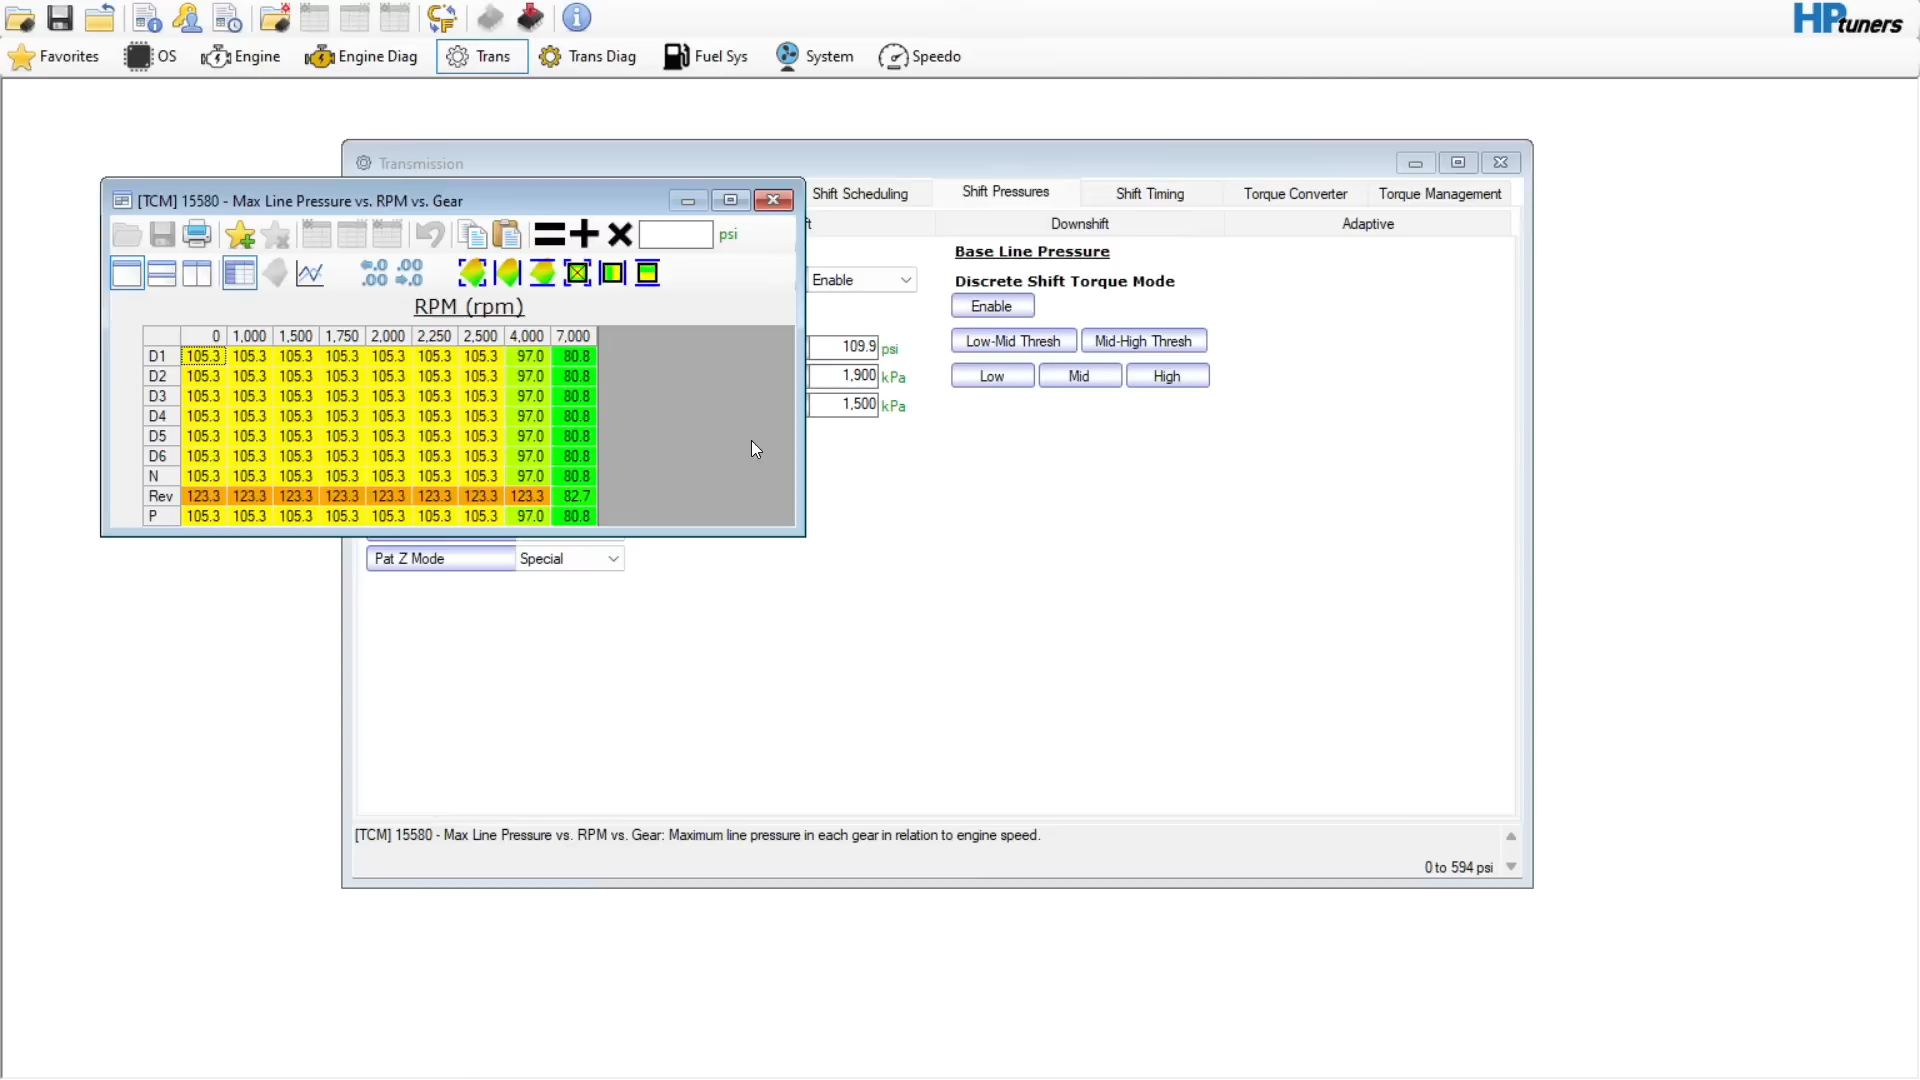 HPtuners
Favorites OS Engine Engine Diag Trans Trans Diag Fuel Sys System Speedo
Transmission
[TCM] 15580 - Max Line Pressure vs. RPM vs. Gear
Shift Scheduling Shift Pressures Shift Timing Torque Converter Torque Management
psi
Downshift Adaptive
Base Line Pressure
Enable
Discrete Shift Torque Mode
Enable
Low-Mid Thresh Mid-High Thresh
109.9 psi
1,900 kPa
Low Mid High
1,500 kPa
RPM (rpm)
0 1,000 1,500 1,750 2,000 2,250 2,500 4,000 7,000
D1 105.3 105.3 105.3 105.3 105.3 105.3 105.3 97.0 80.8
D2 105.3 105.3 105.3 105.3 105.3 105.3 105.3 97.0 80.8
D3 105.3 105.3 105.3 105.3 105.3 105.3 105.3 97.0 80.8
D4 105.3 105.3 105.3 105.3 105.3 105.3 105.3 97.0 80.8
D5 105.3 105.3 105.3 105.3 105.3 105.3 105.3 97.0 80.8
D6 105.3 105.3 105.3 105.3 105.3 105.3 105.3 97.0 80.8
N 105.3 105.3 105.3 105.3 105.3 105.3 105.3 97.0 80.8
Rev 123.3 123.3 123.3 123.3 123.3 123.3 123.3 123.3 82.7
P 105.3 105.3 105.3 105.3 105.3 105.3 105.3 97.0 80.8
Pat Z Mode Special
[TCM] 15580 - Max Line Pressure vs. RPM vs. Gear: Maximum line pressure in each gear in relation to engine speed.
0 to 594 psi